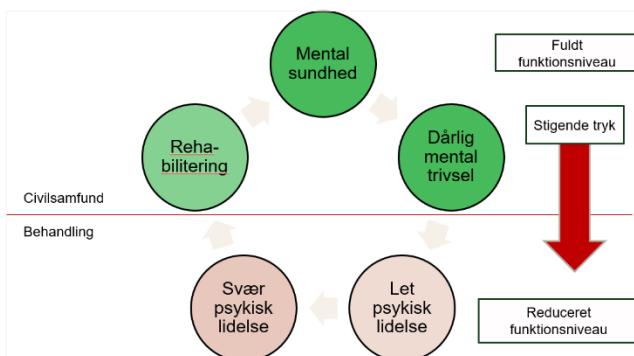 Mental
sundhed
Fuldt
funktionsniveau
Stigende tryk
Reha-
bilitering
Dårlig
mental
trivsel
Civilsamfund
Behandling
Svær
psykisk
lidelse
Let
psykisk
lidelse
Reduceret
funktionsniveau